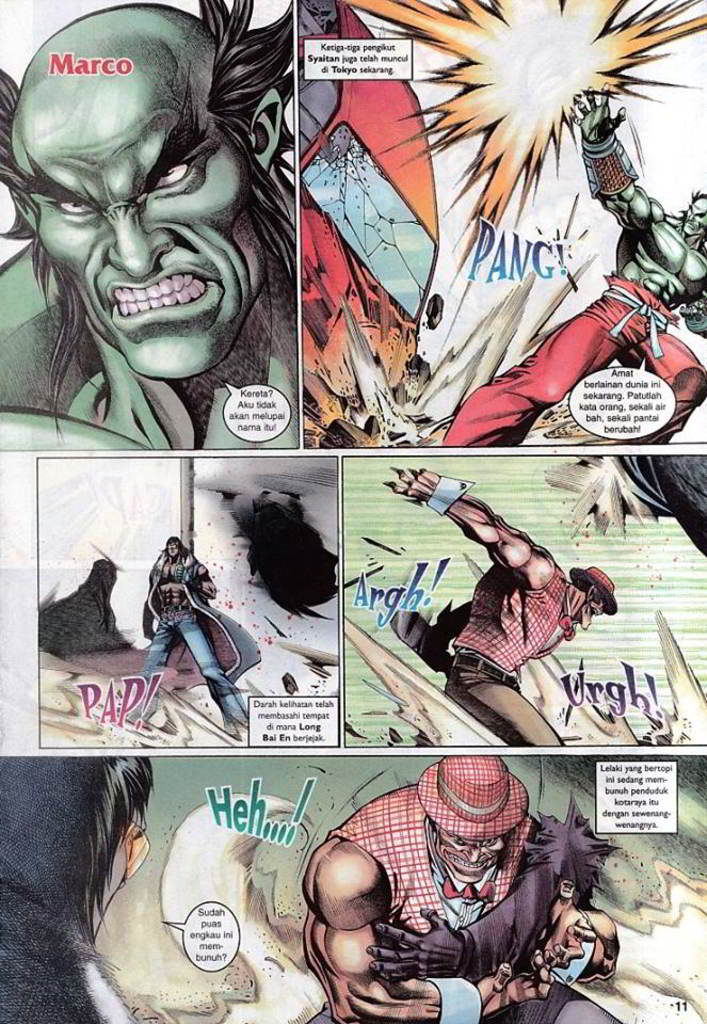 Marco
Kereta?
Aku tidak
akan melupai
nama itu!
Ketiga-tiga pengikut
Syaitan juga telah muncul
di Tokyo sekarang.
PANG!
Amat
berlainan dunia ini
sekarang. Patutlah
kata orang, sekali air
bah, sekali pantai
berubah!
PAP!
PAP!
Darah kelihatan telah
membasahi tempat
di mana Long
Bai En berjejak.
Argh!
Urgh!
Heh....!
Lelaki yang bertopi
ini sedang mem-
bunuh penduduk
kotaraya itu
dengan sewenang-
wenangnya.
Sudah
puas
engkau ini
mem-
bunuh?
11